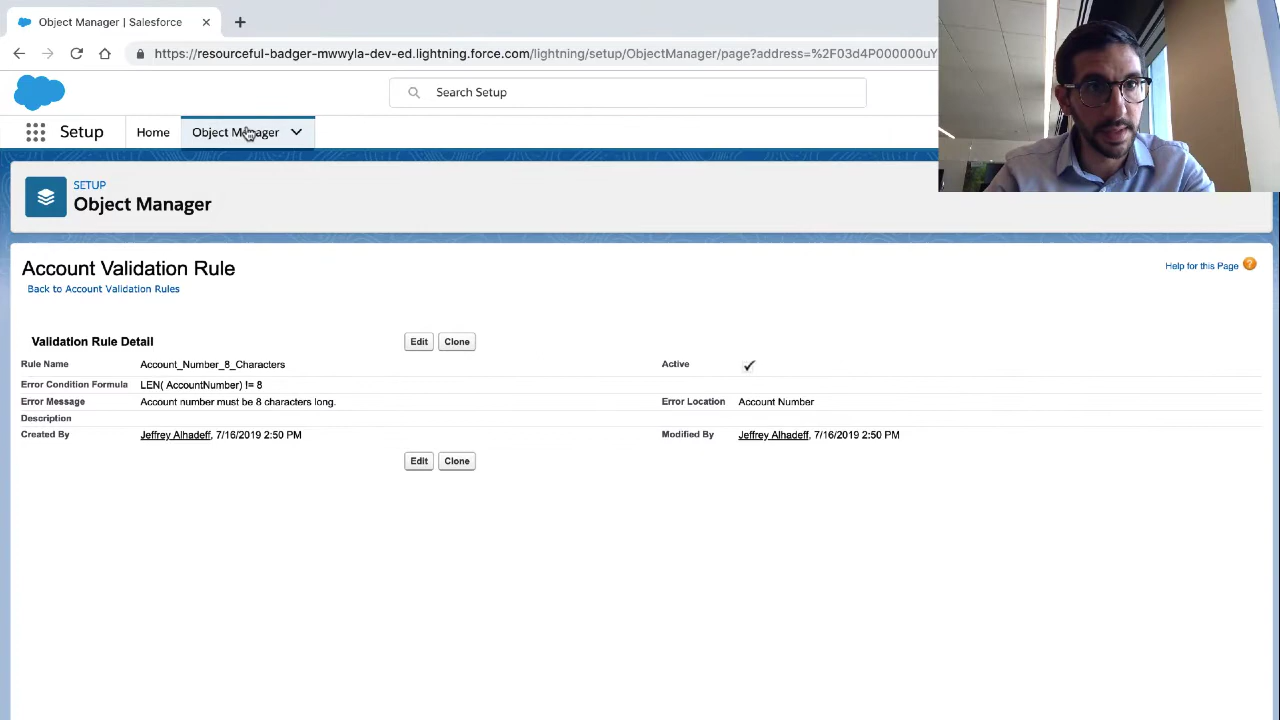 Object Manager | Salesforce
https://resourceful-badger-mwwyla-dev-ed.lightning.force.com/lightning/setup/ObjectManager/page?address=%2F03d4P000000uY
Search Setup
Setup
Home
Object Manager
SETUP
Object Manager
Account Validation Rule
Help for this Page
Back to Account Validation Rules
Validation Rule Detail
Edit
Clone
Rule Name Account_Number_8_Characters Active
Error Condition Formula LEN( AccountNumber) != 8
Error Message Account number must be 8 characters long. Error Location Account Number
Description
Created By Jeffrey Alhadeff, 7/16/2019 2:50 PM Modified By Jeffrey Alhadeff, 7/16/2019 2:50 PM
Edit
Clone